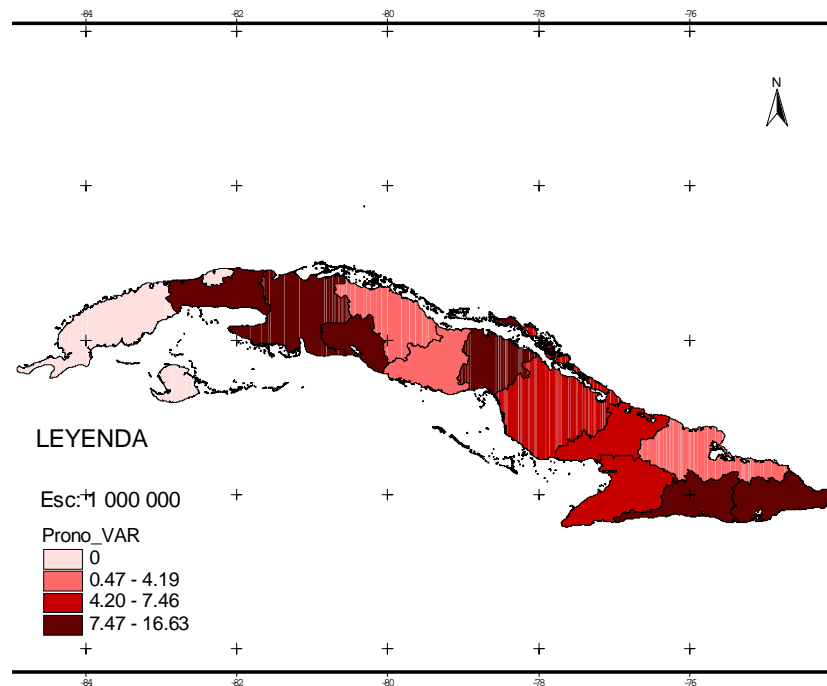 -84 -82 -80 -78 -76
N
LEYENDA
Esc: 1 000 000
Prono_VAR
0
0.47 - 4.19
4.20 - 7.46
7.47 - 16.63
-84 -82 -80 -78 -76